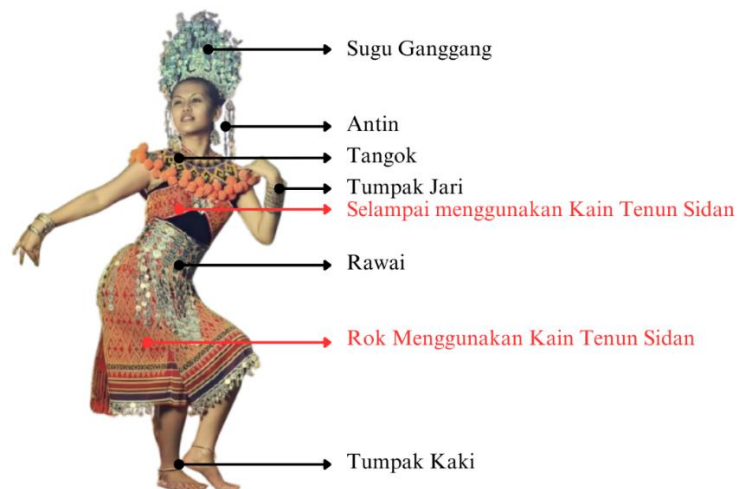 Sugu Ganggang
Antin
Tangok
Tumpak Jari
Selampai menggunakan Kain Tenun Sidan
Rawai
Rok Menggunakan Kain Tenun Sidan
Tumpak Kaki